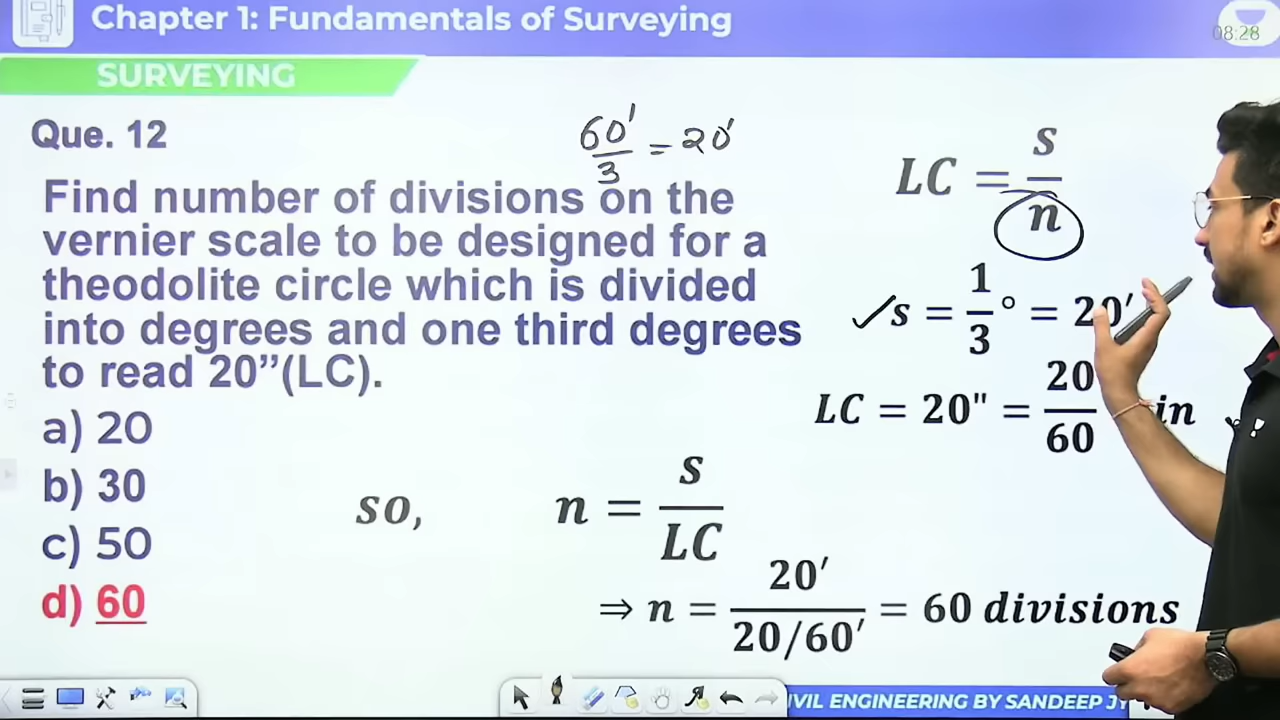 Chapter 1: Fundamentals of Surveying
08:28
SURVEYING
Que. 12
60'/3 = 20'
Find number of divisions on the
vernier scale to be designed for a
theodolite circle which is divided
into degrees and one third degrees
to read 20”(LC).
a) 20
b) 30
c) 50
d) 60
LC = s/n
✓s = 1/3° = 20'
LC = 20" = 20/60 in
so, n = s/LC
⇒ n = 20'/20/60' = 60 divisions
IVIL ENGINEERING BY SANDEEP JY